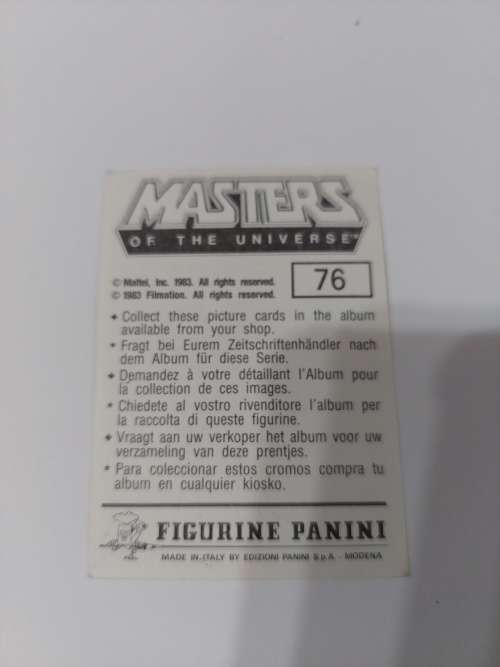 MASTERS
OF THE UNIVERSE™
© Mattel, Inc. 1983. All rights reserved.
© 1983 Filmation. All rights reserved.
76
* Collect these picture cards in the album
available from your shop.
* Fragt bei Eurem Zeitschriftenhändler nach
dem Album für diese Serie.
* Demandez à votre détaillant l'Album pour
la collection de ces images.
* Chiedete al vostro rivenditore l'album per
la raccolta di queste figurine.
* Vraagt aan uw verkoper het album voor uw
verzameling van deze prentjes.
* Para coleccionar estos cromos compra tu
album en cualquier kiosko.
FIGURINE PANINI
MADE IN ITALY BY EDIZIONI PANINI S.p.A. - MODENA